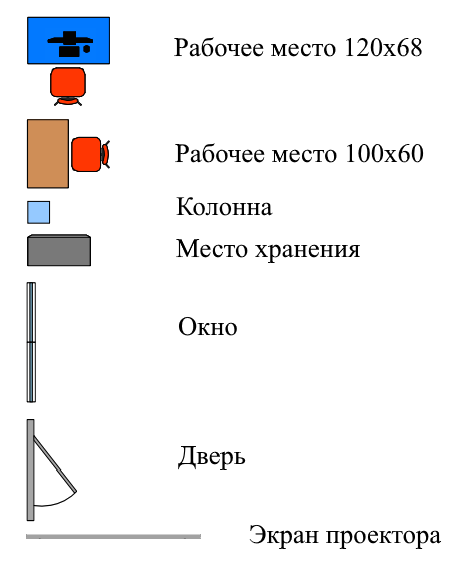 Рабочее место 120х68
Рабочее место 100х60
Колонна
Место хранения
Окно
Дверь
Экран проектора